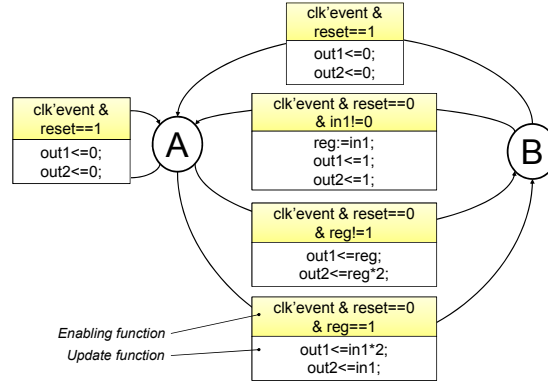 clk'event &
reset==1
out1<=0;
out2<=0;
clk'event &
reset==1
out1<=0;
out2<=0;
A
clk'event & reset==0
& in1!=0
reg:=in1;
out1<=1;
out2<=1;
B
clk'event & reset==0
& reg!=1
out1<=reg;
out2<=reg*2;
clk'event & reset==0
& reg==1
out1<=in1*2;
out2<=in1;
Enabling function
Update function